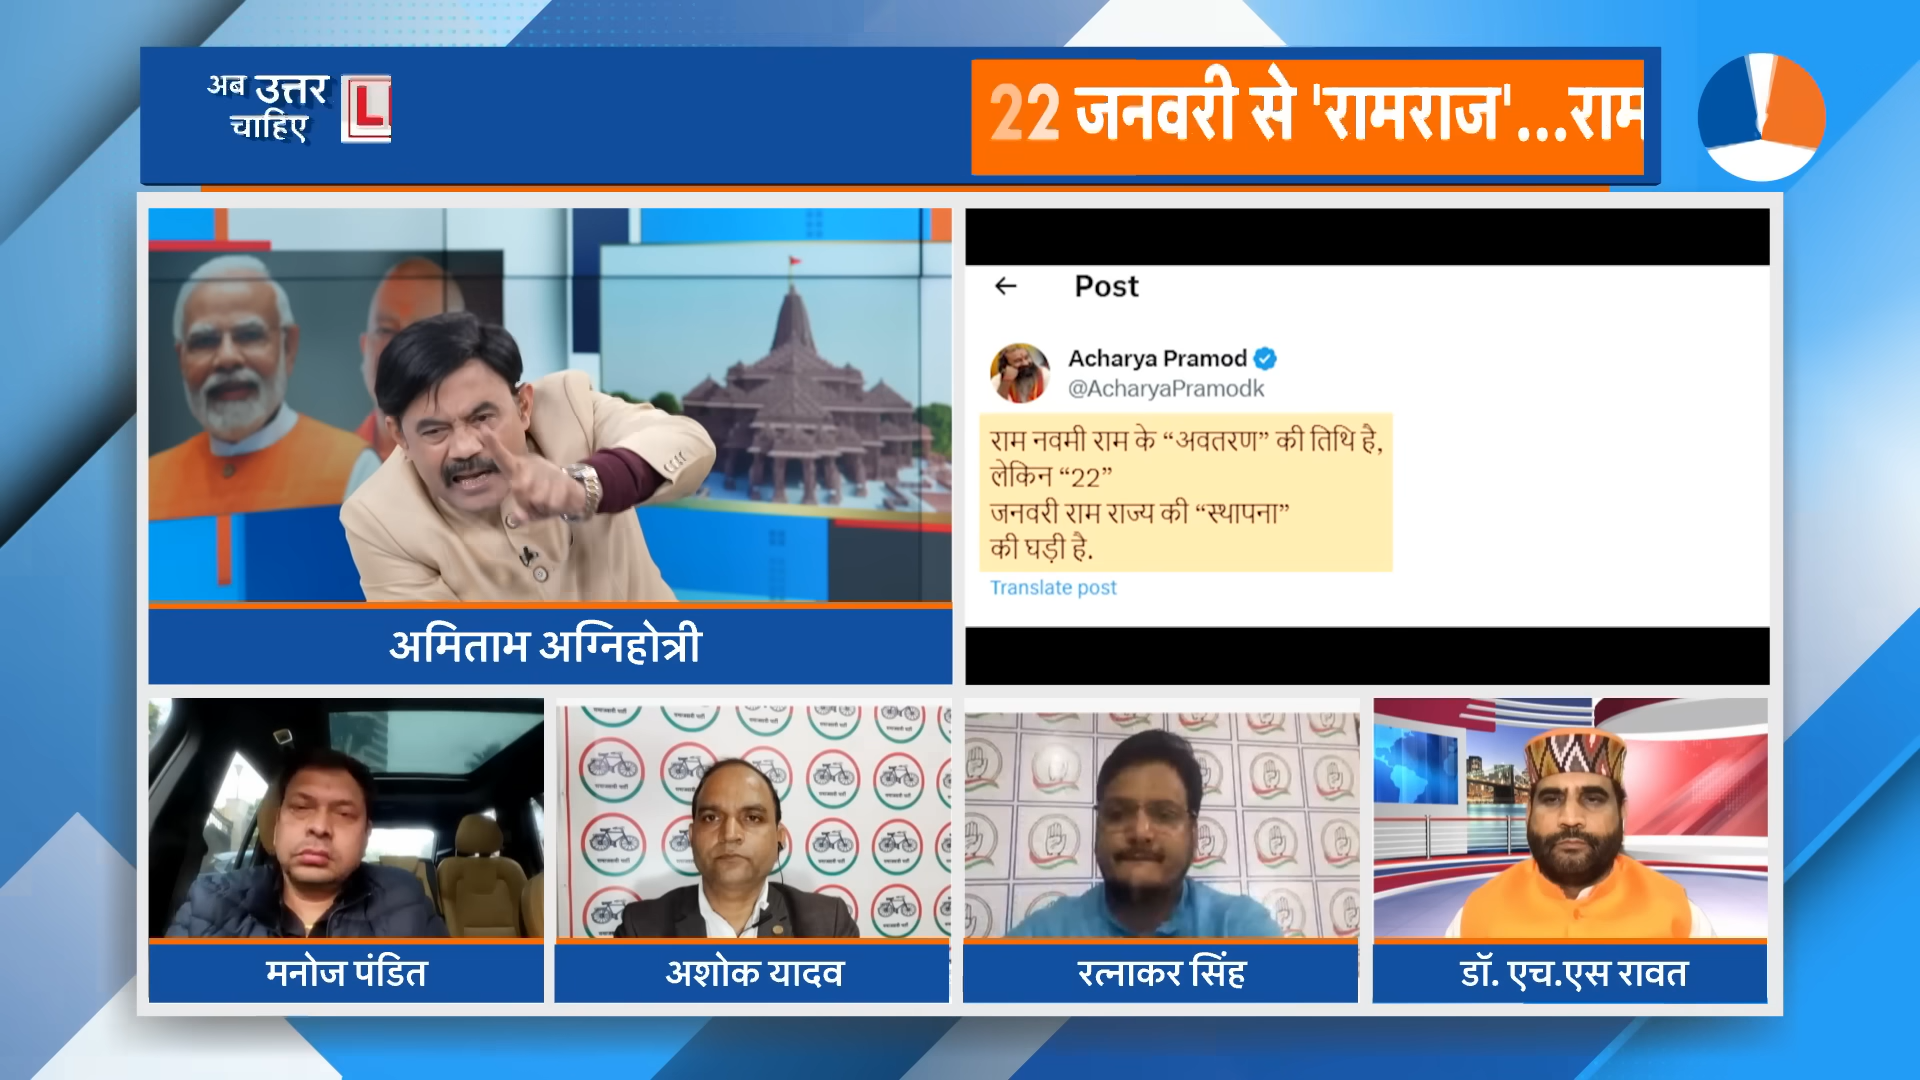 अब उत्तर
चाहिए
L
22 जनवरी से 'रामराज'...राम
Post
Acharya Pramod
@AcharyaPramodk
राम नवमी राम के “अवतरण” की तिथि है,
लेकिन “22”
जनवरी राम राज्य की “स्थापना”
की घड़ी है.
Translate post
अमिताभ अग्निहोत्री
मनोज पंडित
अशोक यादव
रत्नाकर सिंह
डॉ. एच.एस रावत